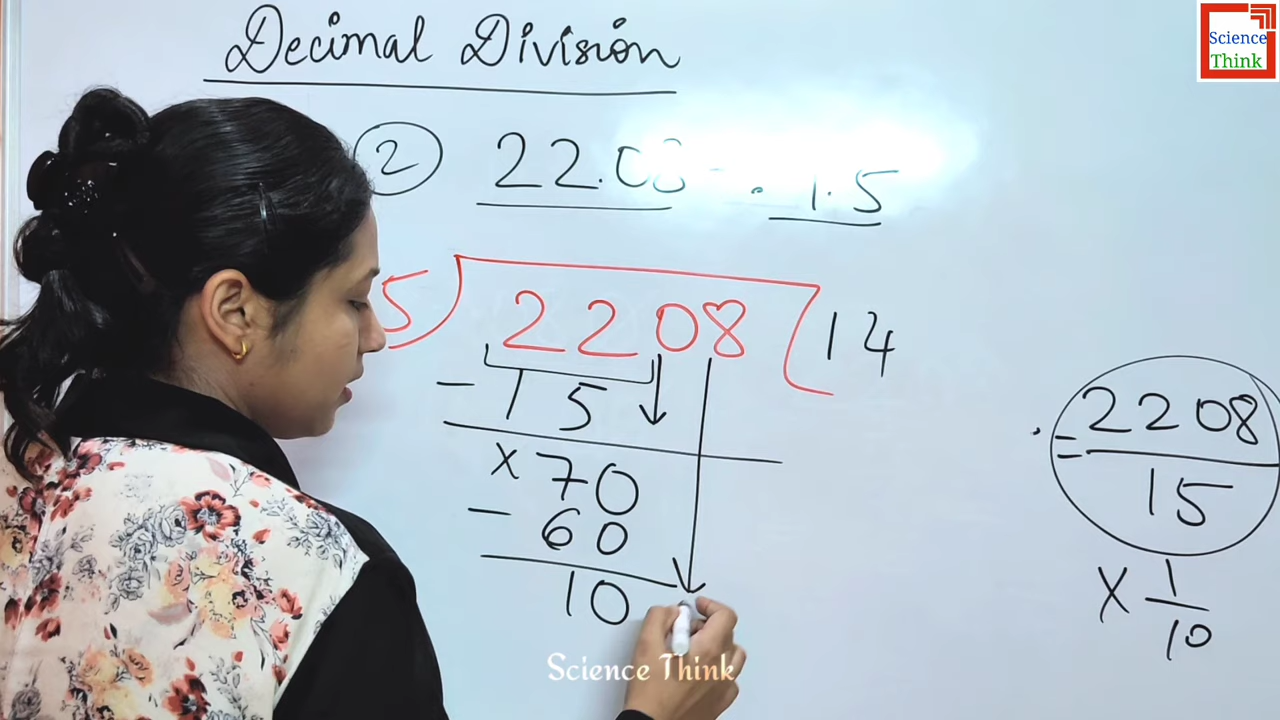 Decimal Division
Science
Think
2 22.08 ÷ 1.5
5 2208 14
- 15
× 70
- 60
10
= 2208
15
× 1
10
Science Think